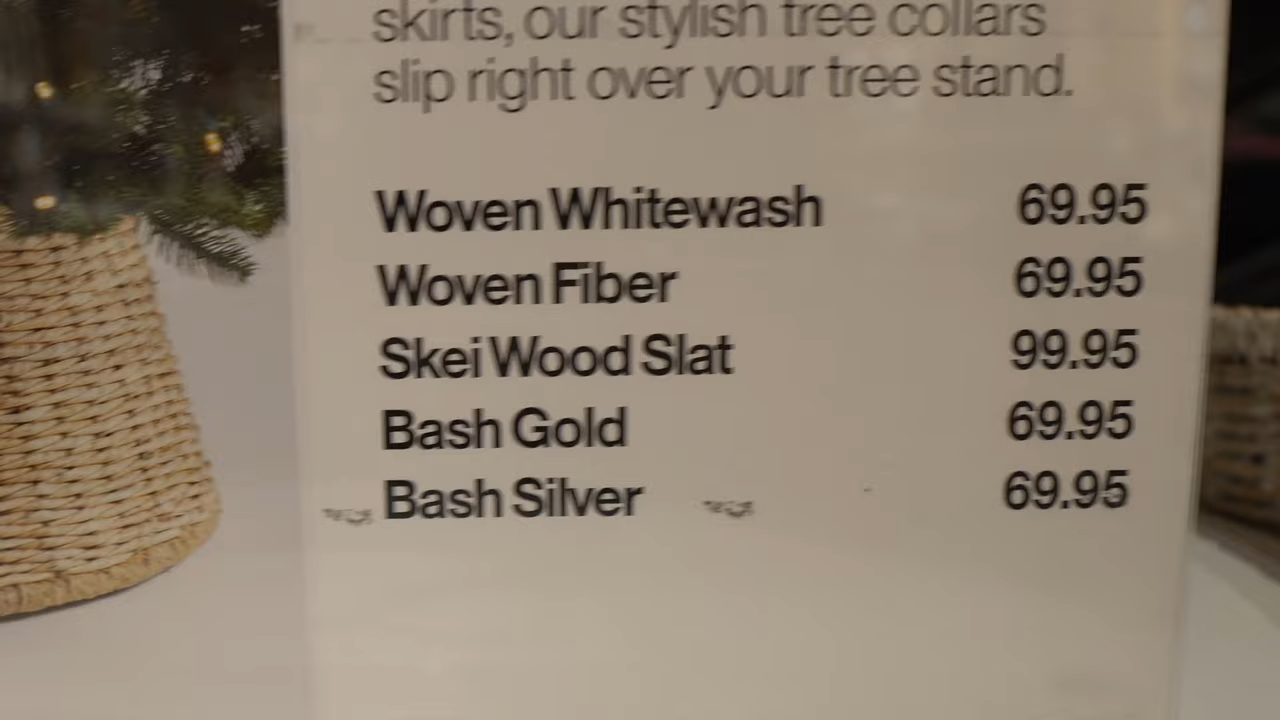 skirts, our stylish tree collars
slip right over your tree stand.
Woven Whitewash 69.95
Woven Fiber 69.95
Skei Wood Slat 99.95
Bash Gold 69.95
Bash Silver 69.95